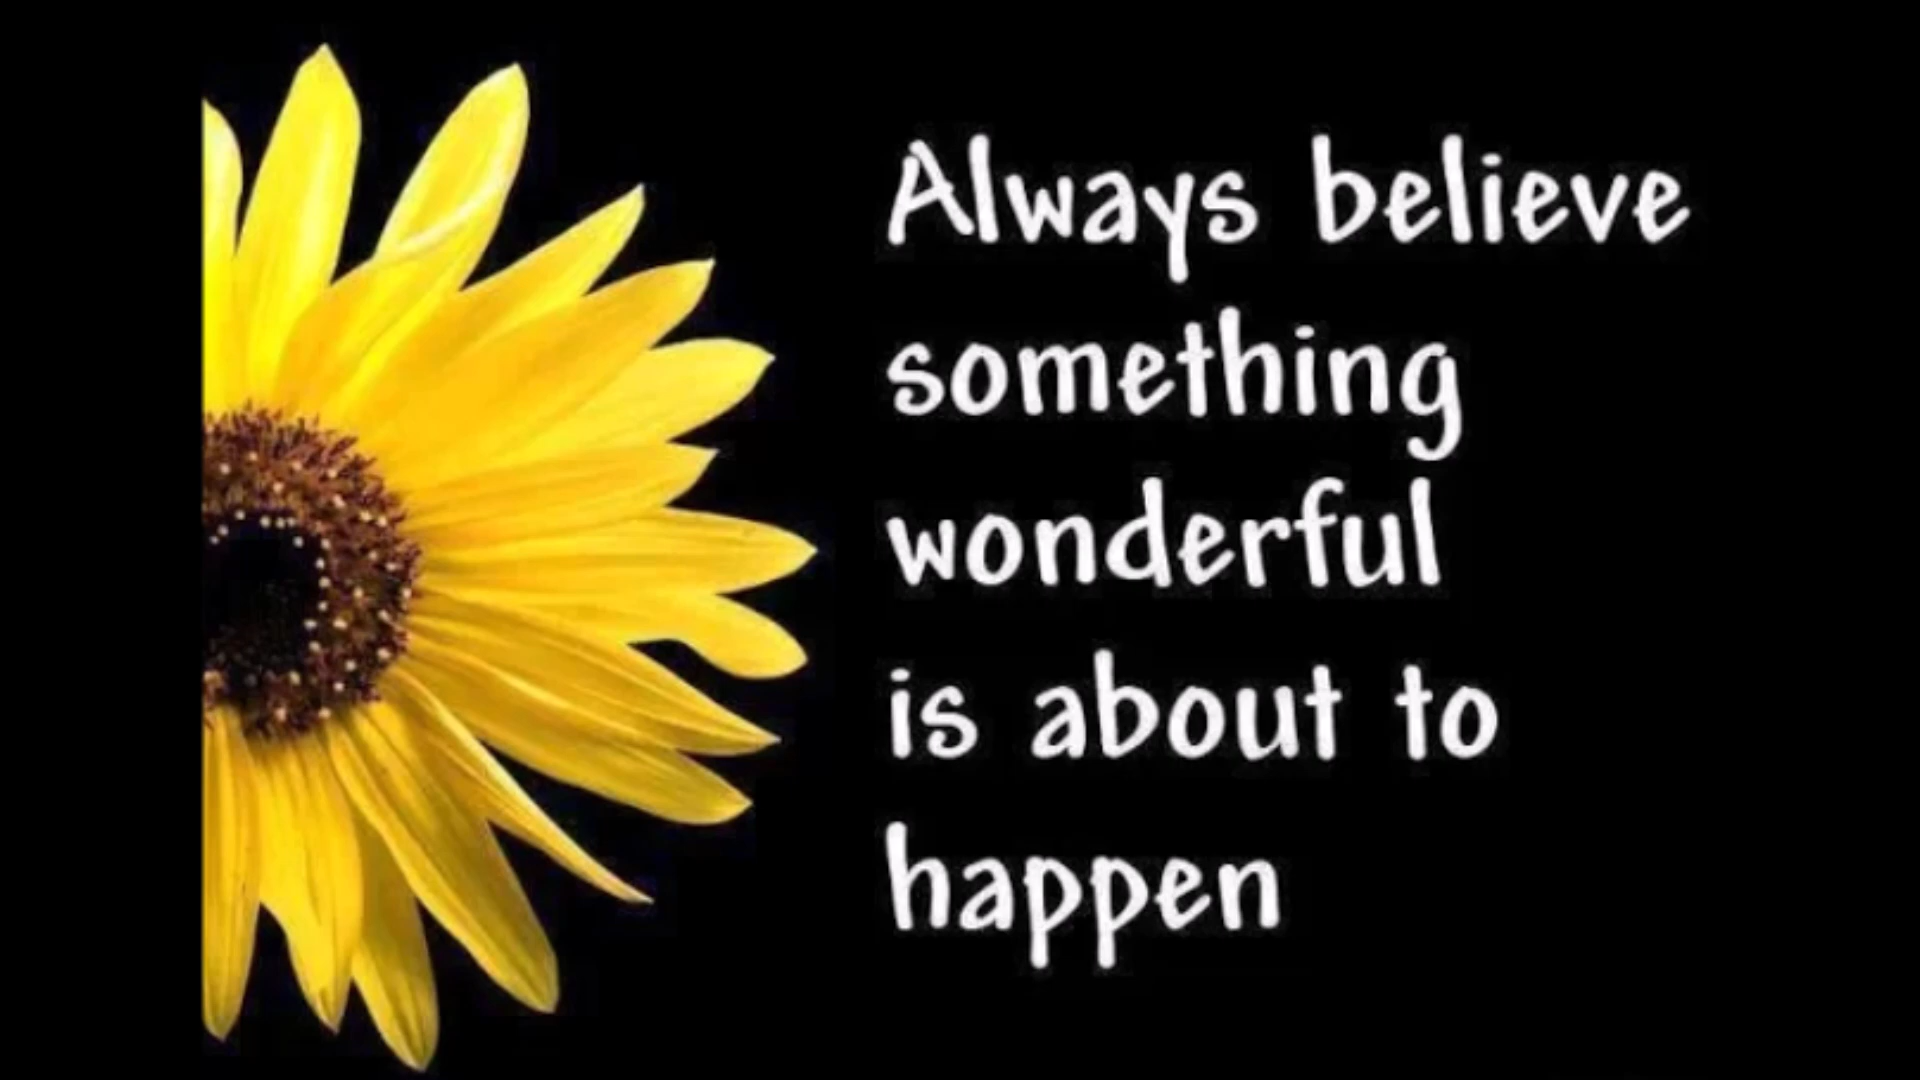 Always believe
something
wonderful
is about to
happen